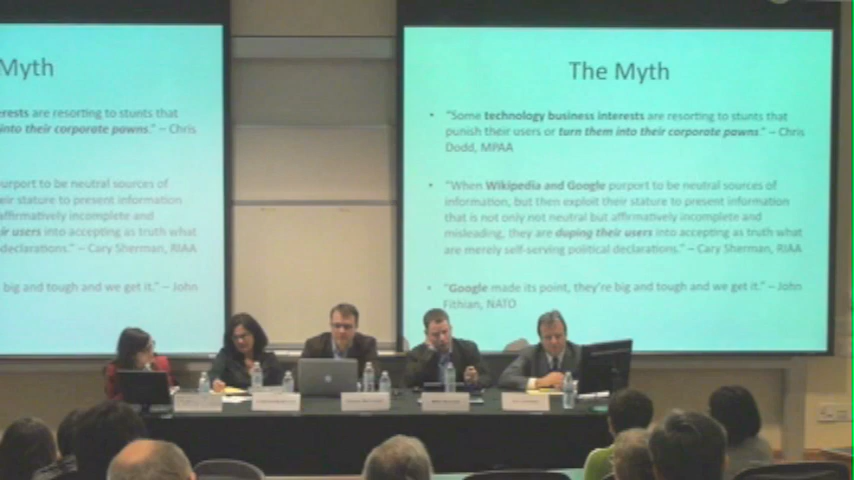 Myth
erests are resorting to stunts that
into their corporate pawns." – Chris
purport to be neutral sources of
eir stature to present information
affirmatively incomplete and
ir users into accepting as truth what
declarations." – Cary Sherman, RIAA
big and tough and we get it." – John
The Myth
• "Some technology business interests are resorting to stunts that
punish their users or turn them into their corporate pawns." – Chris
Dodd, MPAA
• "When Wikipedia and Google purport to be neutral sources of
information, but then exploit their stature to present information
that is not only not neutral but affirmatively incomplete and
misleading, they are duping their users into accepting as truth what
are merely self-serving political declarations." – Cary Sherman, RIAA
• "Google made its point, they're big and tough and we get it." – John
Fithian, NATO